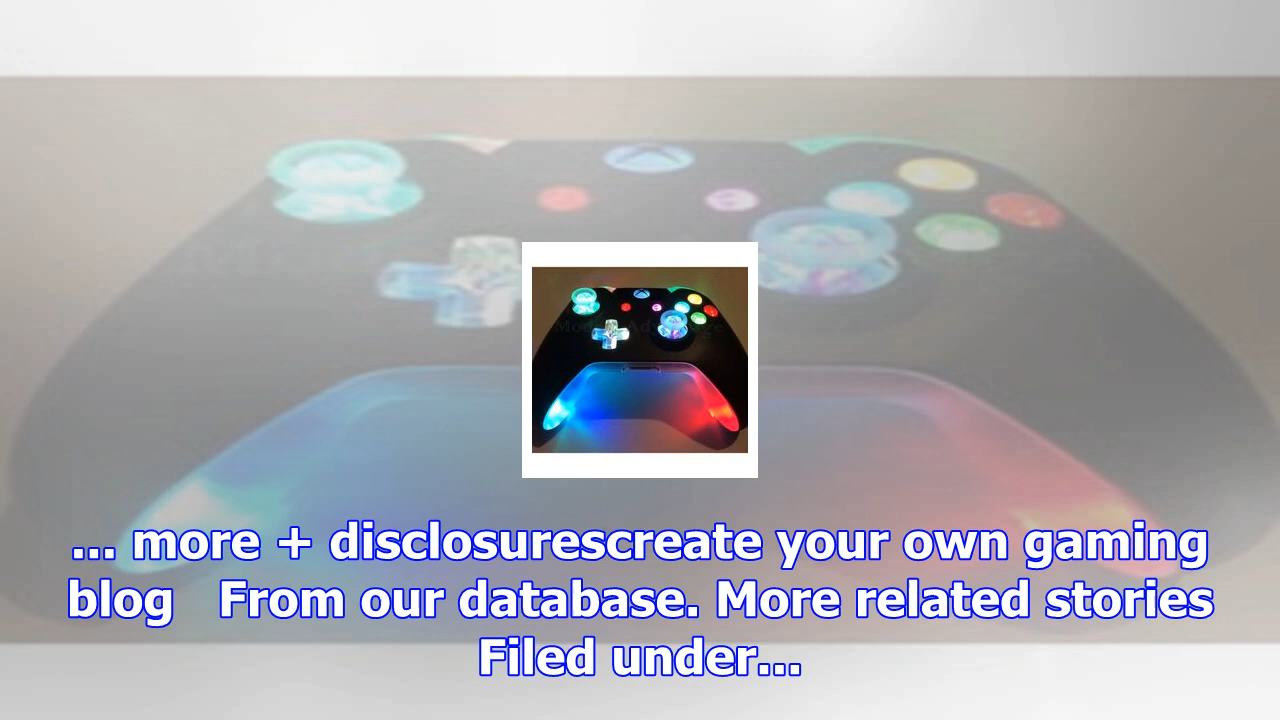 ... more + disclosurescreate your own gaming
blog   From our database. More related stories
Filed under...